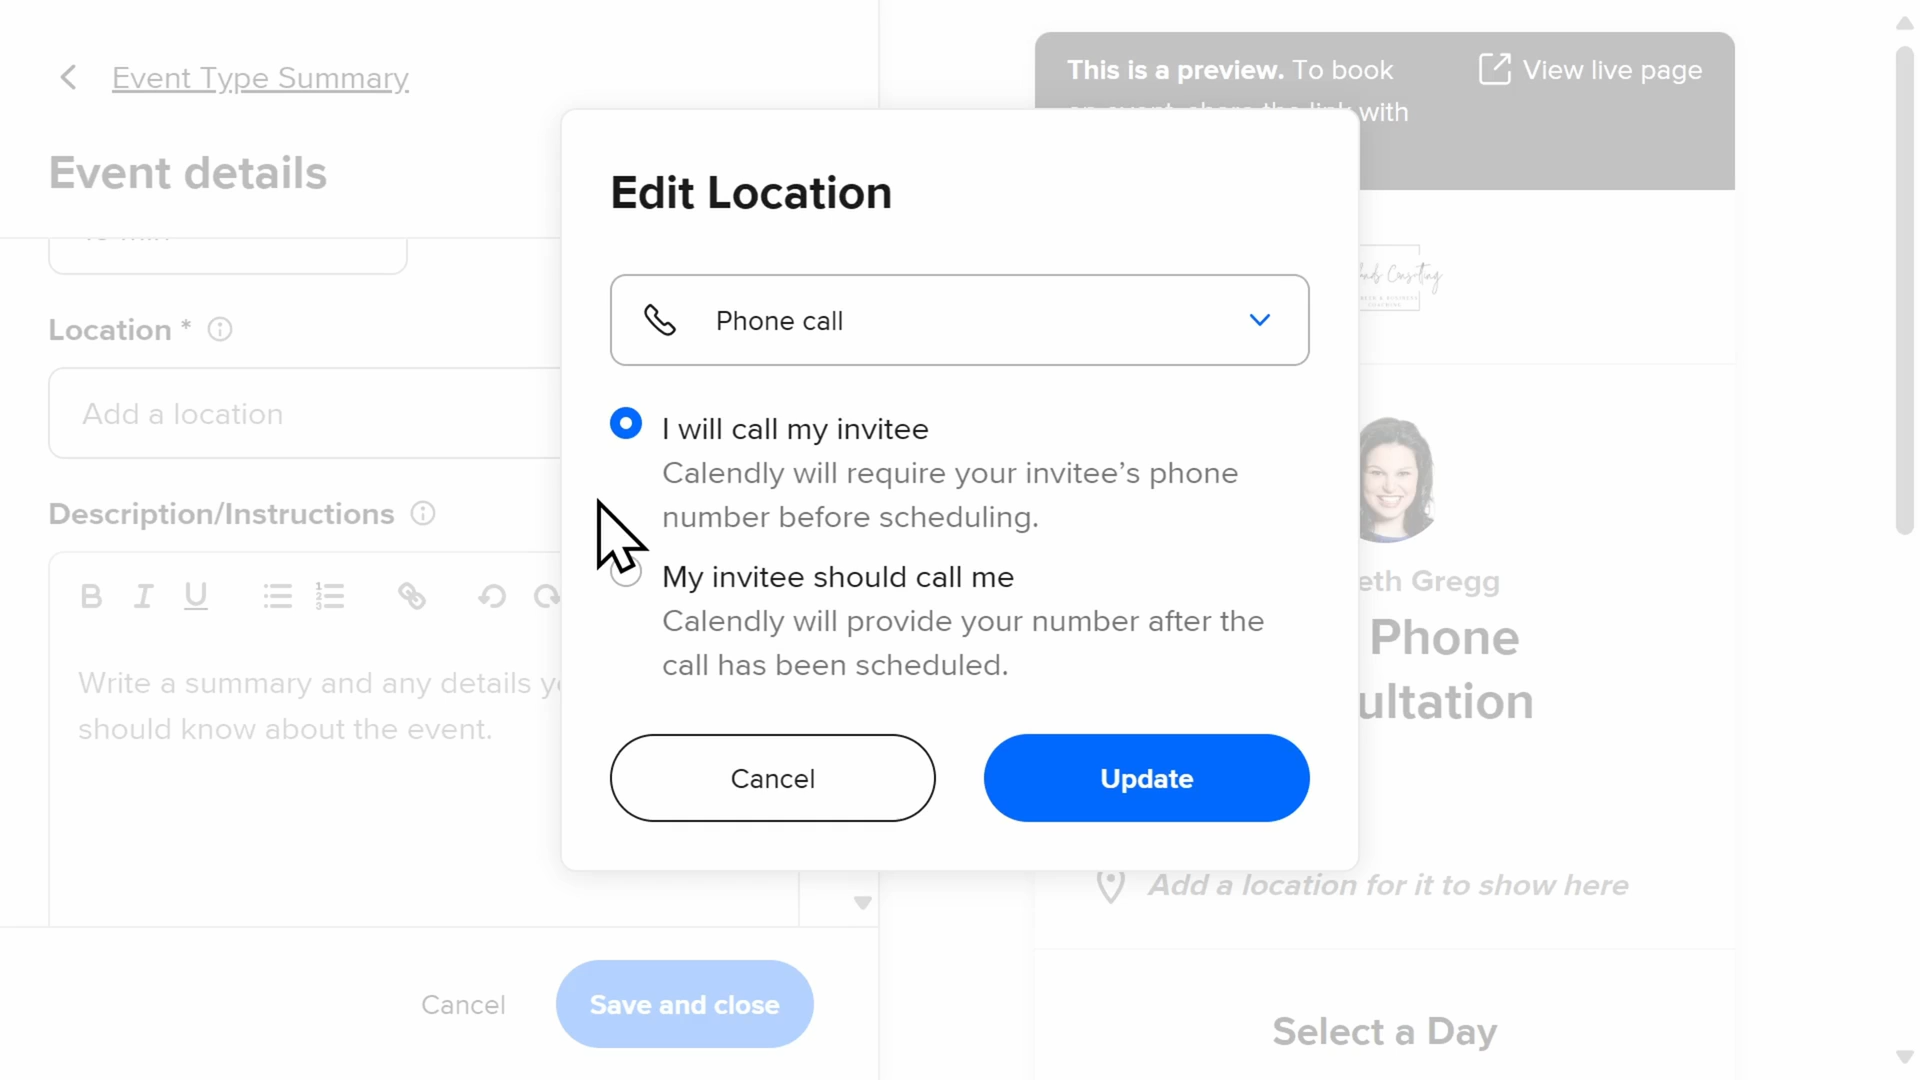 Event Type Summary
Event details
Location *
Add a location
Description/Instructions
Write a summary and any details
should know about the event.
Cancel
Save and close
Edit Location
Phone call
I will call my invitee
Calendly will require your invitee’s phone
number before scheduling.
My invitee should call me
Calendly will provide your number after the
call has been scheduled.
Cancel
Update
This is a preview. To book
with
View live page
Gregg
Phone
Add a location for it to show here
Select a Day